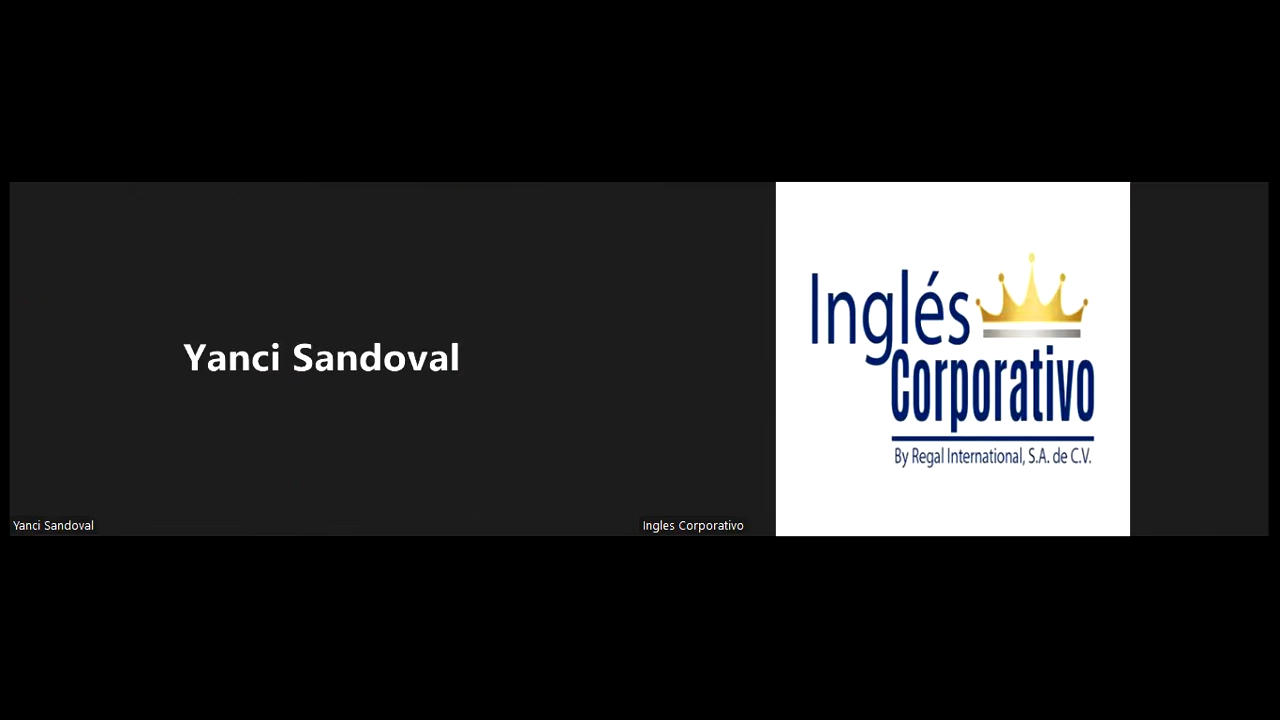 Yanci Sandoval
Yanci Sandoval
Inglés
Corporativo
By Regal International, S.A. de C.V.
Ingles Corporativo